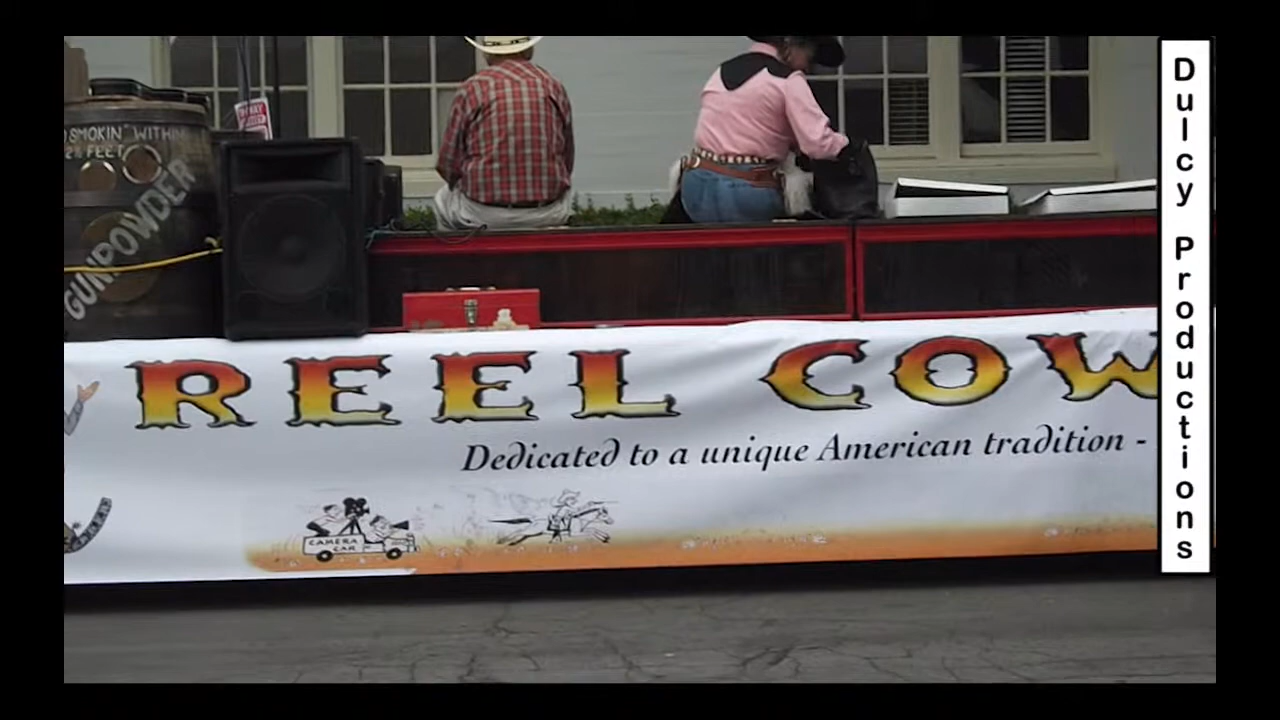 NO SMOKIN' WITHIN
FEET
GUNPOWDER
REEL COW
Dedicated to a unique American tradition -
CAMERA
CAR
Dulcy Productions